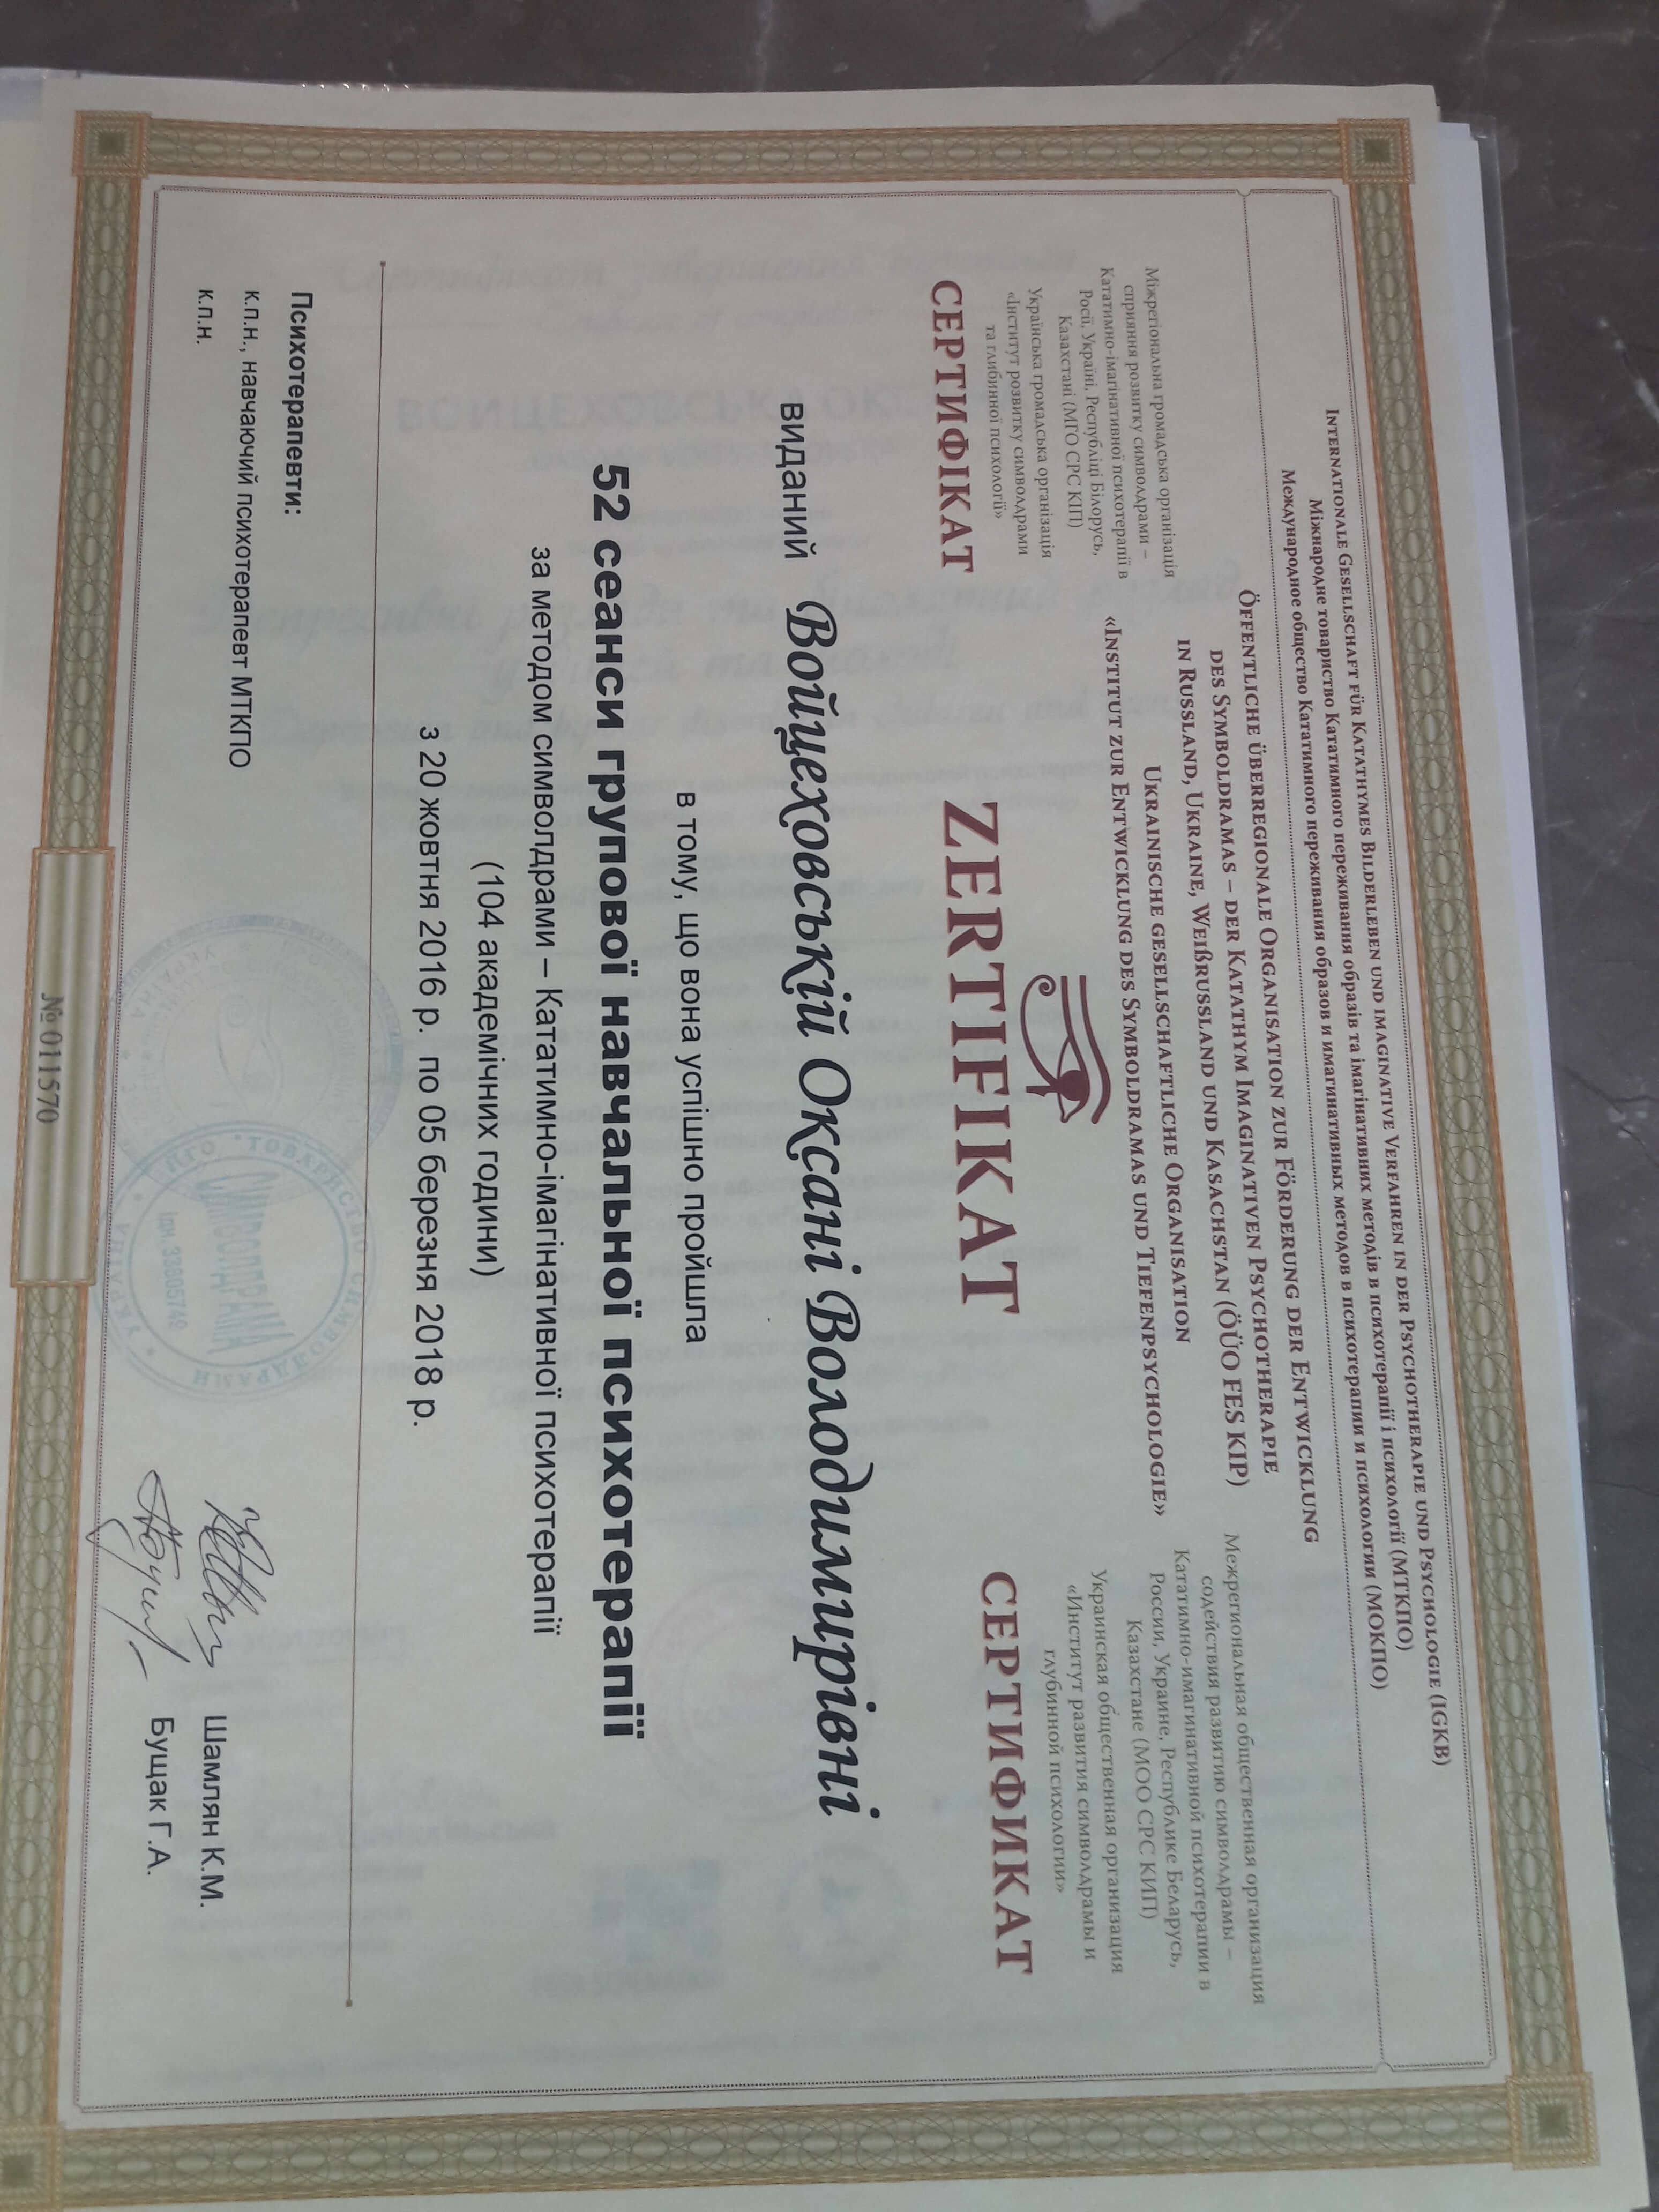 Internationale Gesellschaft für Katathymes Bilderleben und imaginative Verfahren in der Psychotherapie und Psychologie (IGKB)
Міжнародне товариство Кататимного переживання образів та імагінативних методів в психотерапії і психології (МТКПО)
Международное общество Кататимного переживания образов и имагинативных методов в психотерапии и психологии (МОКПО)
Öffentliche überregionale Organisation zur Förderung der Entwicklung
des Symboldramas – der Katathym Imaginativen Psychotherapie
in Russland, Ukraine, Weißrussland und Kasachstan (ÖÜO FES KIP)
Ukrainische gesellschaftliche Organisation
«Institut zur Entwicklung des Symboldramas und Tiefenpsychologie»
Міжрегіональна громадська організація
сприяння розвитку символдрами –
Кататимно-імагінативної психотерапії в
Росії, Україні, Республіці Білорусь,
Казахстані (МГО СРС КІП)
Українська громадська організація
«Інститут розвитку символдрами
та глибинної психології»
Межрегиональная общественная организация
содействия развитию символдрамы –
Кататимно-имагинативной психотерапии в
России, Украине, Республике Беларусь,
Казахстане (МОО СРС КИП)
Украинская общественная организация
«Институт развития символдрамы и
глубинной психологии»
СЕРТИФІКАТ ZERTIFIKAT СЕРТИФИКАТ
виданий Войцеховській Оксані Володимирівні
в тому, що вона успішно пройшла
52 сеанси групової навчальної психотерапії
за методом символдрами – Кататимно-імагінативної психотерапії
(104 академічних години)
з 20 жовтня 2016 р. по 05 березня 2018 р.
Психотерапевти:
к.п.н., навчаючий психотерапевт МТКПО Шамлян К.М.
к.п.н. Бущак Г.А.
ТОВАРИСТВО СИМВОЛДРАМИ
СИМВОЛДРАМА
УКРАЇНА
№ 011570